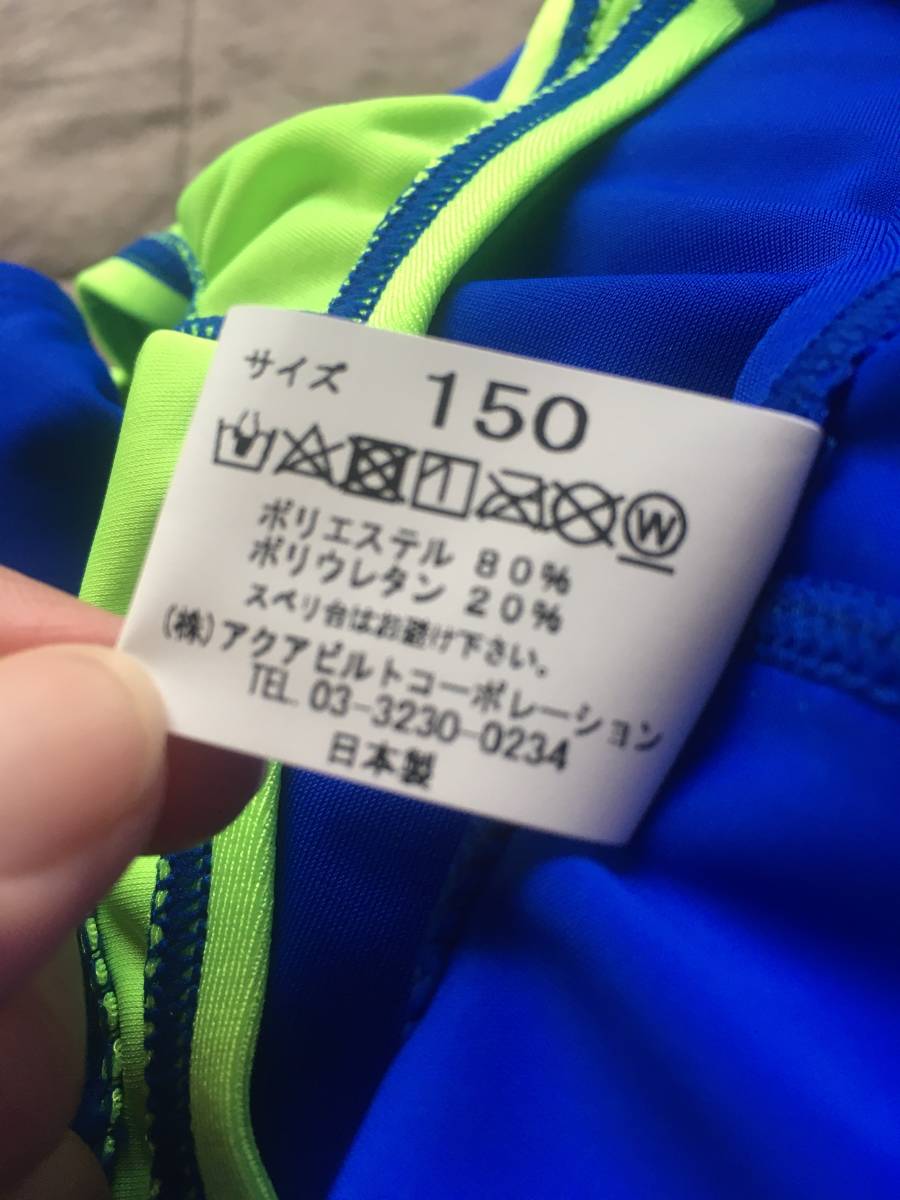 サイズ 150
W
ポリエステル 80%
ポリウレタン 20%
スベリ台はお避け下さい。
(株)アクアビルトコーポレーション
TEL. 03-3230-0234
日本製